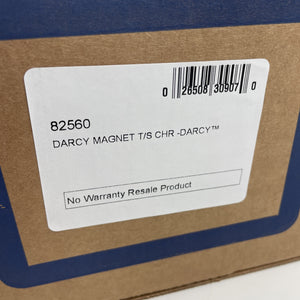 0 26508 30907 0
82560
DARCY MAGNET T/S CHR -DARCY™
No Warranty Resale Product